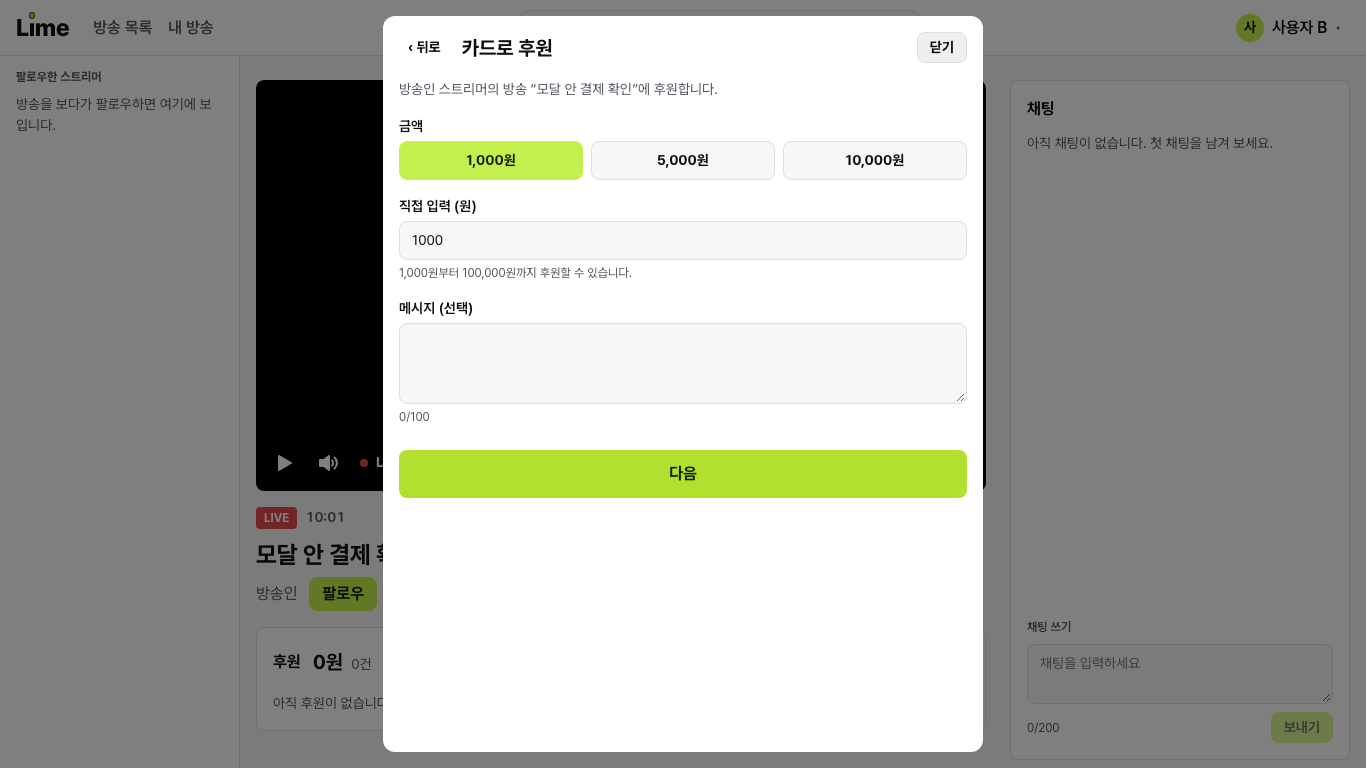 Lime
방송 목록
내 방송
사
사용자 B
팔로우한 스트리머
방송을 보다가 팔로우하면 여기에 보
입니다.
‹ 뒤로
카드로 후원
닫기
방송인 스트리머의 방송 “모달 안 결제 확인”에 후원합니다.
금액
1,000원
5,000원
10,000원
직접 입력 (원)
1000
1,000원부터 100,000원까지 후원할 수 있습니다.
메시지 (선택)
0/100
다음
LIVE
10:01
모달 안 결제
방송인
팔로우
후원
0원
0건
아직 후원이 없습니다
채팅
아직 채팅이 없습니다. 첫 채팅을 남겨 보세요.
채팅 쓰기
채팅을 입력하세요
0/200
보내기